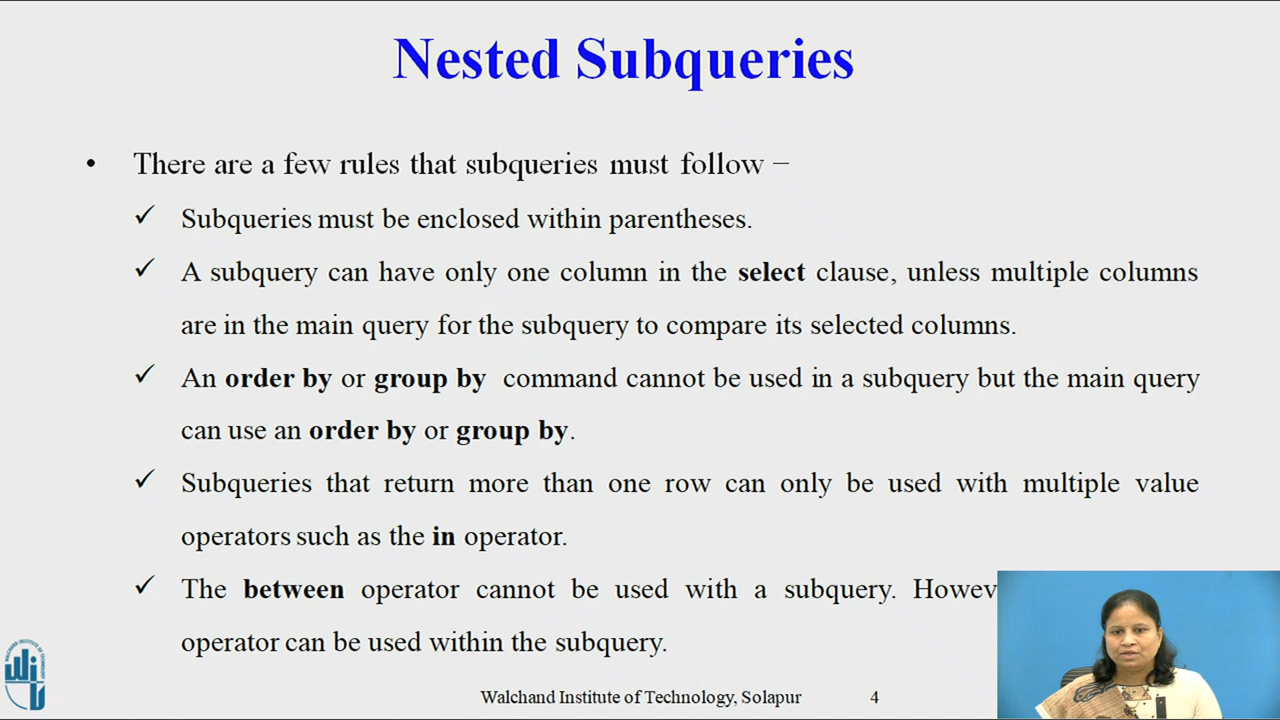 Nested Subqueries
• There are a few rules that subqueries must follow −
✓ Subqueries must be enclosed within parentheses.
✓ A subquery can have only one column in the select clause, unless multiple columns
are in the main query for the subquery to compare its selected columns.
✓ An order by or group by command cannot be used in a subquery but the main query
can use an order by or group by.
✓ Subqueries that return more than one row can only be used with multiple value
operators such as the in operator.
✓ The between operator cannot be used with a subquery.
operator can be used within the subquery.
Walchand Institute of Technology, Solapur 4